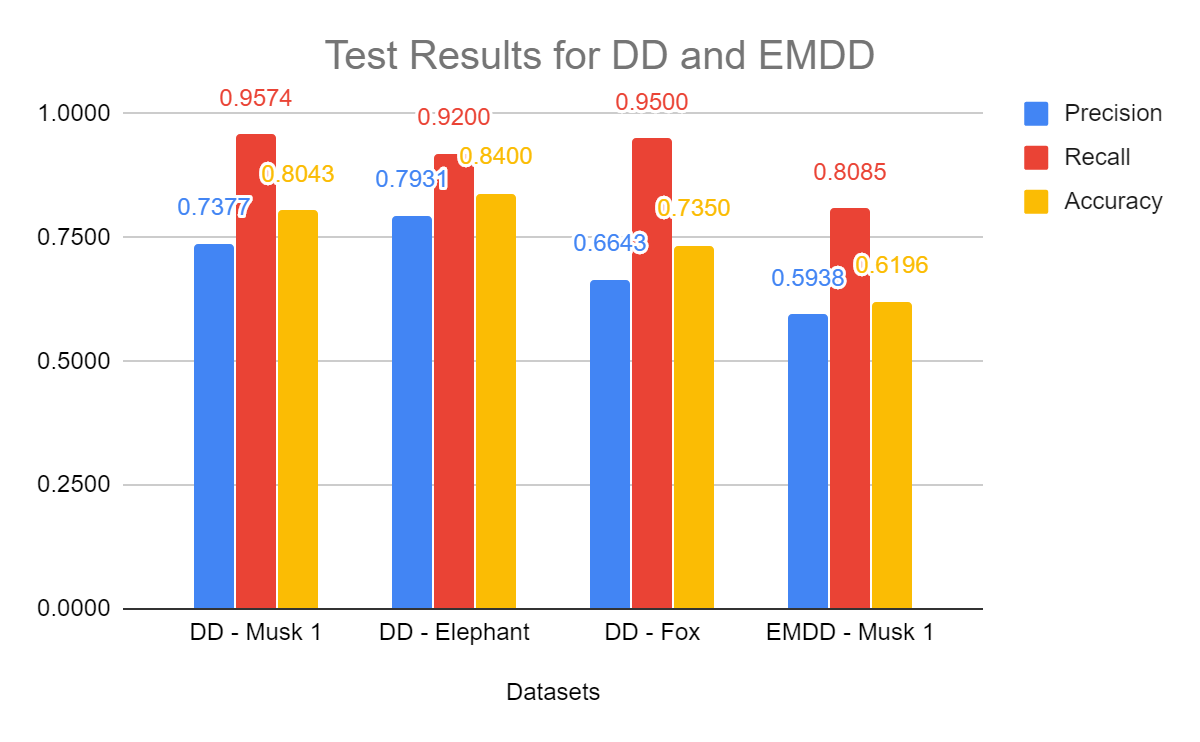 Test Results for DD and EMDD
Precision
Recall
Accuracy
1.0000
0.7500
0.5000
0.2500
0.0000
0.7377
0.9574
0.8043
0.7931
0.9200
0.8400
0.6643
0.9500
0.7350
0.5938
0.8085
0.6196
DD - Musk 1
DD - Elephant
DD - Fox
EMDD - Musk 1
Datasets